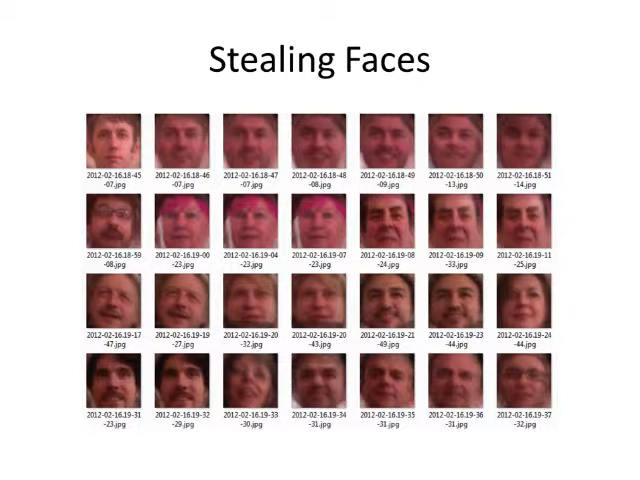 Stealing Faces
2012-02-16.18-45
-07.jpg
2012-02-16.18-46
-07.jpg
2012-02-16.18-47
-07.jpg
2012-02-16.18-48
-08.jpg
2012-02-16.18-49
-09.jpg
2012-02-16.18-50
-13.jpg
2012-02-16.18-51
-14.jpg
2012-02-16.18-59
-08.jpg
2012-02-16.19-00
-23.jpg
2012-02-16.19-04
-23.jpg
2012-02-16.19-07
-23.jpg
2012-02-16.19-08
-24.jpg
2012-02-16.19-09
-33.jpg
2012-02-16.19-11
-25.jpg
2012-02-16.19-17
-47.jpg
2012-02-16.19-19
-27.jpg
2012-02-16.19-20
-32.jpg
2012-02-16.19-20
-43.jpg
2012-02-16.19-21
-49.jpg
2012-02-16.19-23
-44.jpg
2012-02-16.19-24
-44.jpg
2012-02-16.19-31
-23.jpg
2012-02-16.19-32
-29.jpg
2012-02-16.19-33
-30.jpg
2012-02-16.19-34
-31.jpg
2012-02-16.19-35
-31.jpg
2012-02-16.19-36
-31.jpg
2012-02-16.19-37
-32.jpg